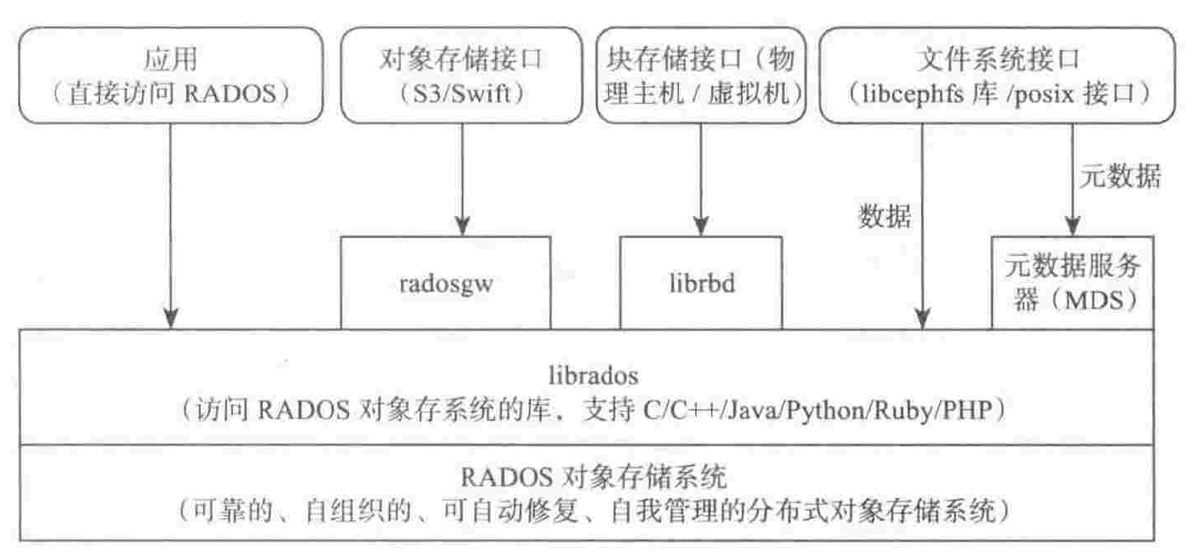 应用
（直接访问 RADOS）
对象存储接口
（S3/Swift）
块存储接口（物
理主机 / 虚拟机）
文件系统接口
（libcephfs 库 /posix 接口）
数据
元数据
radosgw
librbd
元数据服务
器（MDS）
librados
（访问 RADOS 对象存系统的库，支持 C/C++/Java/Python/Ruby/PHP）
RADOS 对象存储系统
（可靠的、自组织的、可自动修复、自我管理的分布式对象存储系统）